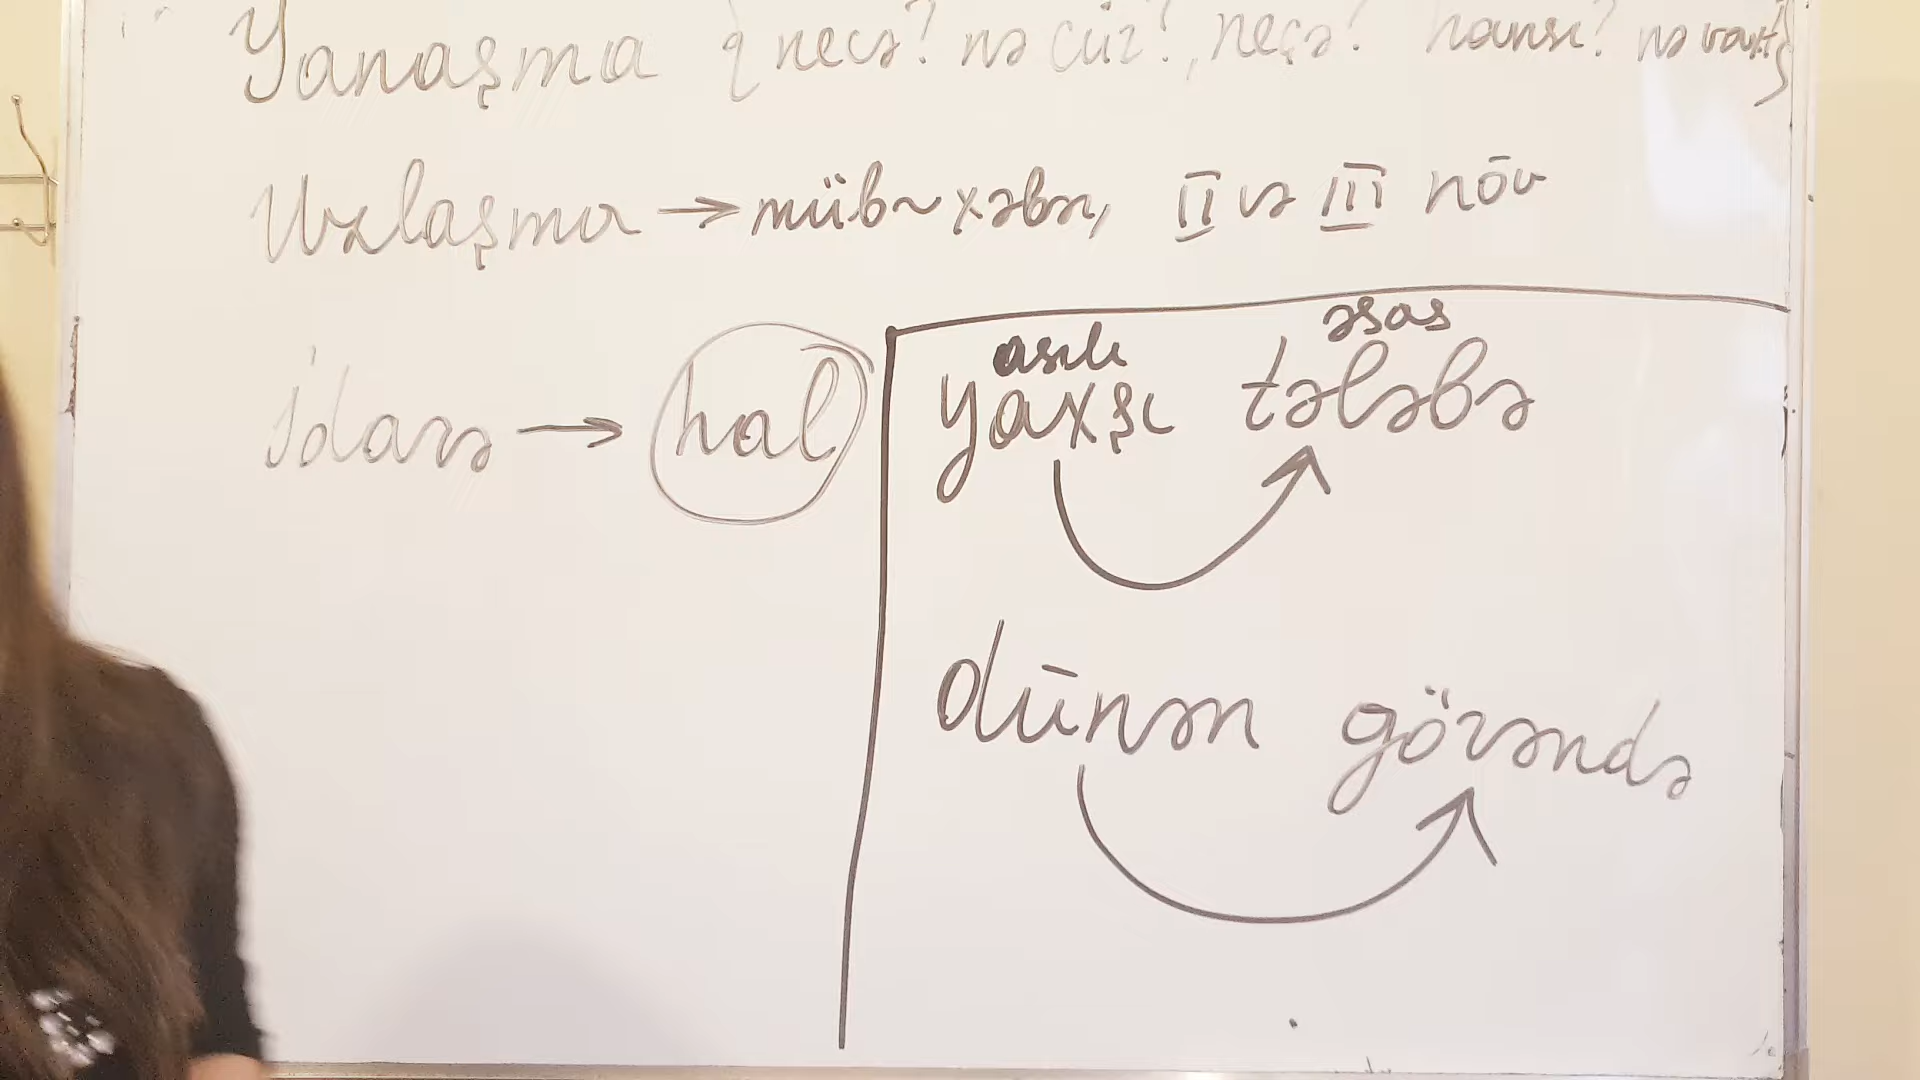 Yanaşma { necə? nə cür?, neçə? hansı? nə vaxt}
Uzlaşma → müb~xəbər, II və III növ
İdarə → hal
asılı əsas
yaxşı tələbə
dünən görəndə